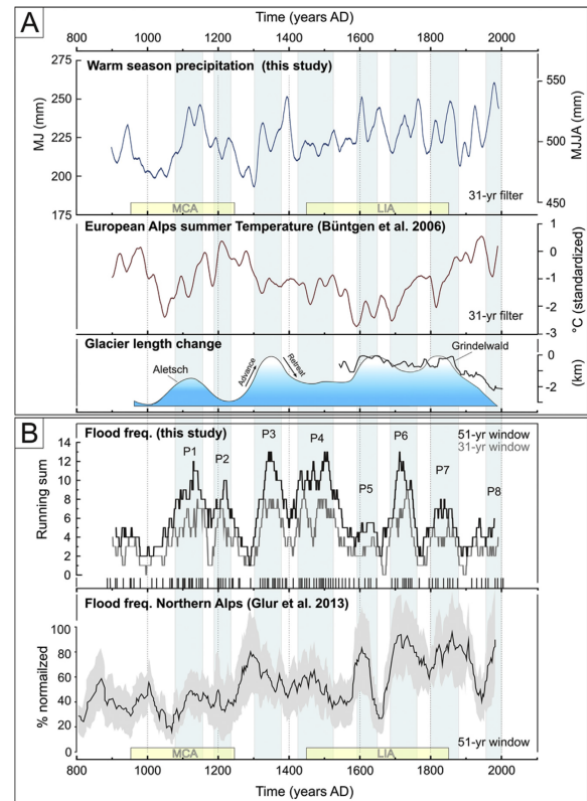 A
Time (years AD)
800 1000 1200 1400 1600 1800 2000
Warm season precipitation (this study)
275
250
225
200
175
MJ (mm)
550
500
450
MJJA (mm)
31-yr filter
MCA LIA
European Alps summer Temperature (Büntgen et al. 2006)
1
0
-1
-2
-3
°C (standardized)
31-yr filter
Glacier length change
Aletsch
Advance
Retreat
Grindelwald
0
-2
(km)
B
Flood freq. (this study)
51-yr window
31-yr window
14
12
10
8
6
4
2
0
Running sum
P1 P2 P3 P4 P5 P6 P7 P8
Flood freq. Northern Alps (Glur et al. 2013)
100
80
60
40
20
0
% normalized
51-yr window
MCA LIA
800 1000 1200 1400 1600 1800 2000
Time (years AD)